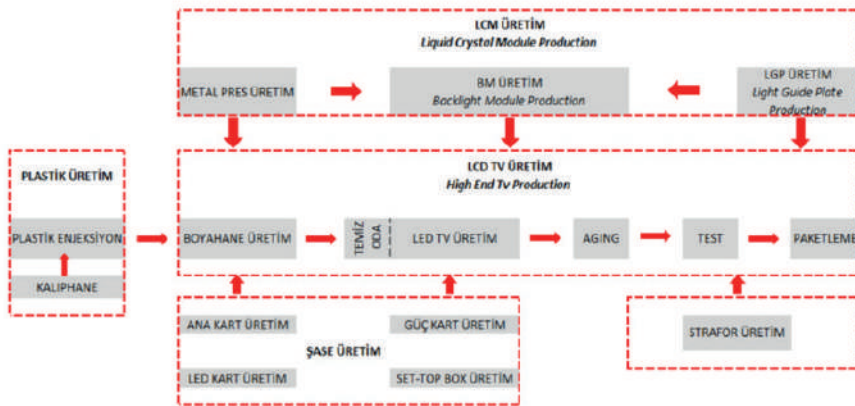 LCM ÜRETİM
Liquid Crystal Module Production
METAL PRES ÜRETİM
BM ÜRETİM
Backlight Module Production
LGP ÜRETİM
Light Guide Plate
Production
PLASTİK ÜRETİM
PLASTİK ENJEKSİYON
KALIPHANE
LCD TV ÜRETİM
High End Tv Production
BOYAHANE ÜRETİM
TEMİZ
ODA
LED TV ÜRETİM
AGING
TEST
PAKETLEME
ANA KART ÜRETİM
GÜÇ KART ÜRETİM
ŞASE ÜRETİM
LED KART ÜRETİM
SET-TOP BOX ÜRETİM
STRAFOR ÜRETİM